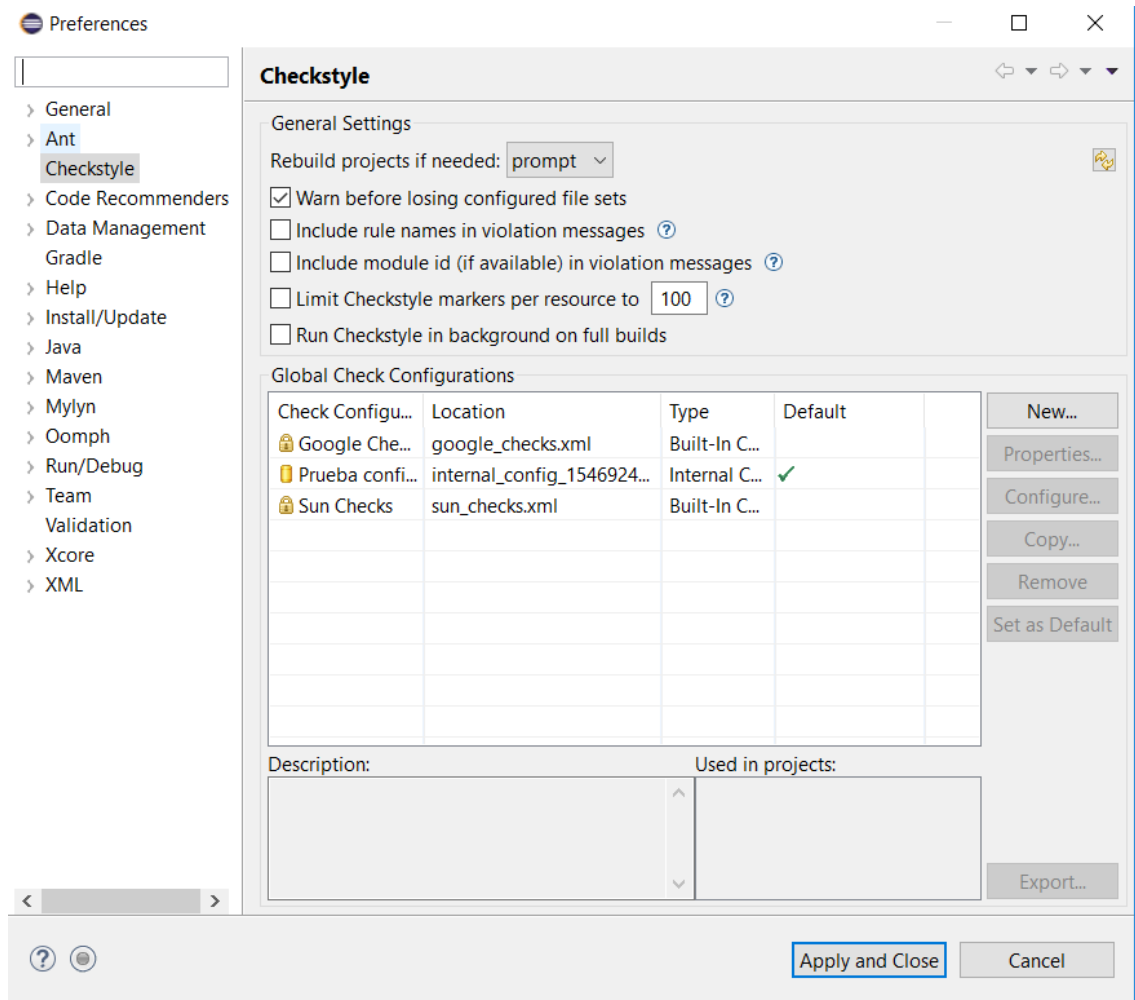 Preferences
General
Ant
Checkstyle
Code Recommenders
Data Management
Gradle
Help
Install/Update
Java
Maven
Mylyn
Oomph
Run/Debug
Team
Validation
Xcore
XML
Checkstyle
General Settings
Rebuild projects if needed: prompt
Warn before losing configured file sets
Include rule names in violation messages
Include module id (if available) in violation messages
Limit Checkstyle markers per resource to 100
Run Checkstyle in background on full builds
Global Check Configurations
Check Configu... Location Type Default
Google Che... google_checks.xml Built-In C...
Prueba confi... internal_config_1546924... Internal C...
Sun Checks sun_checks.xml Built-In C...
New...
Properties...
Configure...
Copy...
Remove
Set as Default
Description: Used in projects:
Export...
Apply and Close Cancel